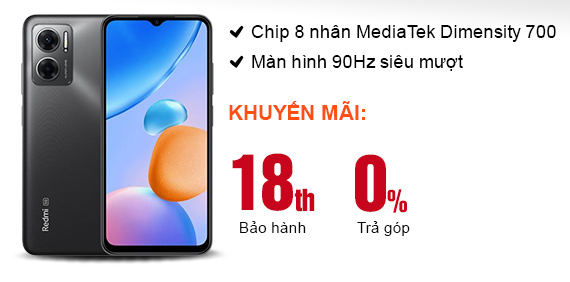 Chip 8 nhân MediaTek Dimensity 700
Màn hình 90Hz siêu mượt
KHUYẾN MÃI:
18th
Bảo hành
0%
Trả góp
Redmi 5G